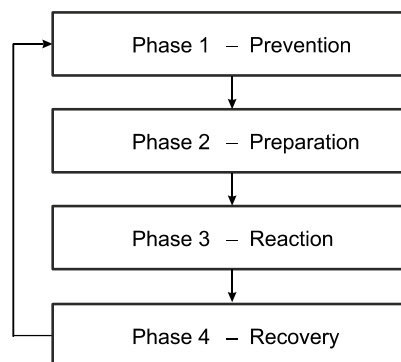 Phase 1 – Prevention
Phase 2 – Preparation
Phase 3 – Reaction
Phase 4 – Recovery